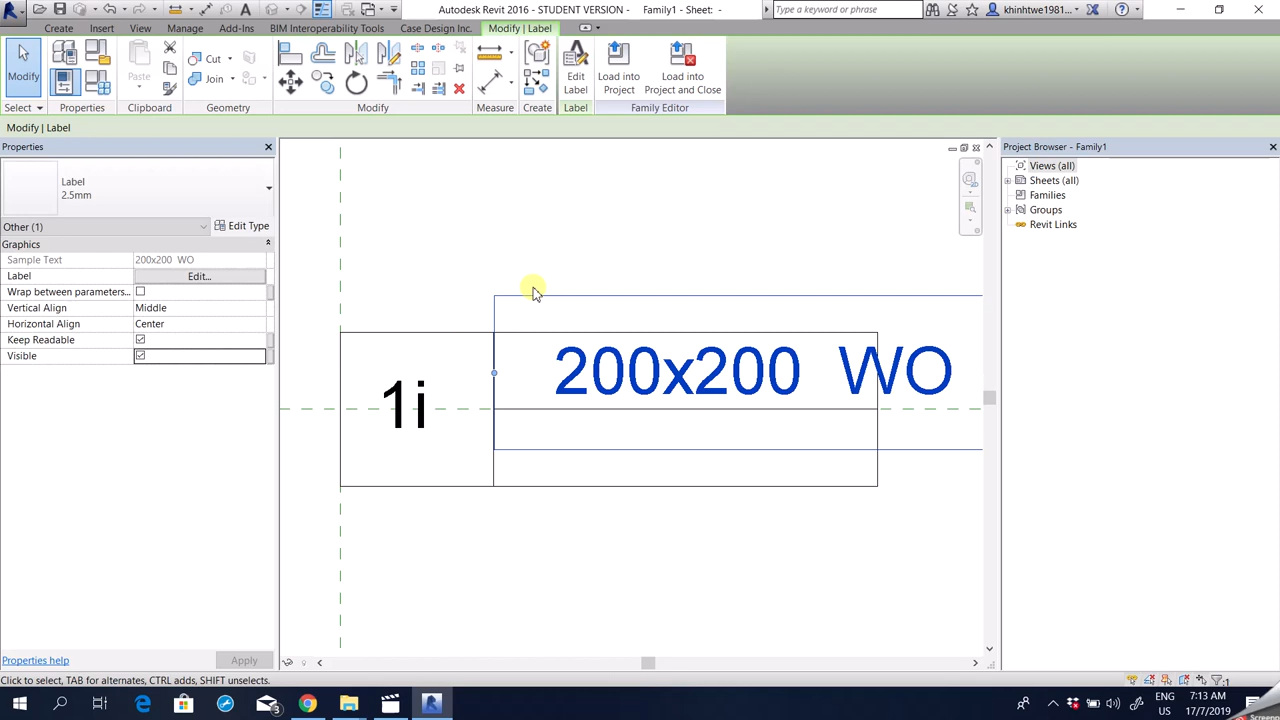 Autodesk Revit 2016 - STUDENT VERSION - Family1 - Sheet: -
Type a keyword or phrase
khinhtwe1981...
Create Insert View Manage Add-Ins BIM Interoperability Tools Case Design Inc. Modify | Label
Modify
Paste
Cut
Join
Edit Label
Load into Project
Load into Project and Close
Select Properties Clipboard Geometry Modify Measure Create Label Family Editor
Modify | Label
Properties
Label
2.5mm
Other (1)
Edit Type
Graphics
Sample Text 200x200 WO
Label Edit...
Wrap between parameters...
Vertical Align Middle
Horizontal Align Center
Keep Readable
Visible
Properties help
Apply
1i
200x200 WO
Project Browser - Family1
Views (all)
Sheets (all)
Families
Groups
Revit Links
Click to select, TAB for alternates, CTRL adds, SHIFT unselects.
:1
3
ENG
US
7:13 AM
17/7/2019